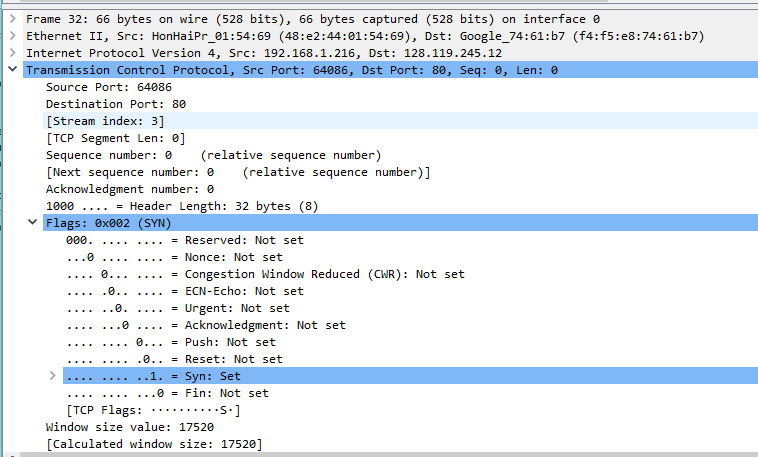 Frame 32: 66 bytes on wire (528 bits), 66 bytes captured (528 bits) on interface 0
Ethernet II, Src: HonHaiPr_01:54:69 (48:e2:44:01:54:69), Dst: Google_74:61:b7 (f4:f5:e8:74:61:b7)
Internet Protocol Version 4, Src: 192.168.1.216, Dst: 128.119.245.12
Transmission Control Protocol, Src Port: 64086, Dst Port: 80, Seq: 0, Len: 0
Source Port: 64086
Destination Port: 80
[Stream index: 3]
[TCP Segment Len: 0]
Sequence number: 0    (relative sequence number)
[Next sequence number: 0    (relative sequence number)]
Acknowledgment number: 0
1000 .... = Header Length: 32 bytes (8)
Flags: 0x002 (SYN)
000. .... .... = Reserved: Not set
...0 .... .... = Nonce: Not set
.... 0... .... = Congestion Window Reduced (CWR): Not set
.... .0.. .... = ECN-Echo: Not set
.... ..0. .... = Urgent: Not set
.... ...0 .... = Acknowledgment: Not set
.... .... 0... = Push: Not set
.... .... .0.. = Reset: Not set
.... .... ..1. = Syn: Set
.... .... ...0 = Fin: Not set
[TCP Flags: ··········S·]
Window size value: 17520
[Calculated window size: 17520]